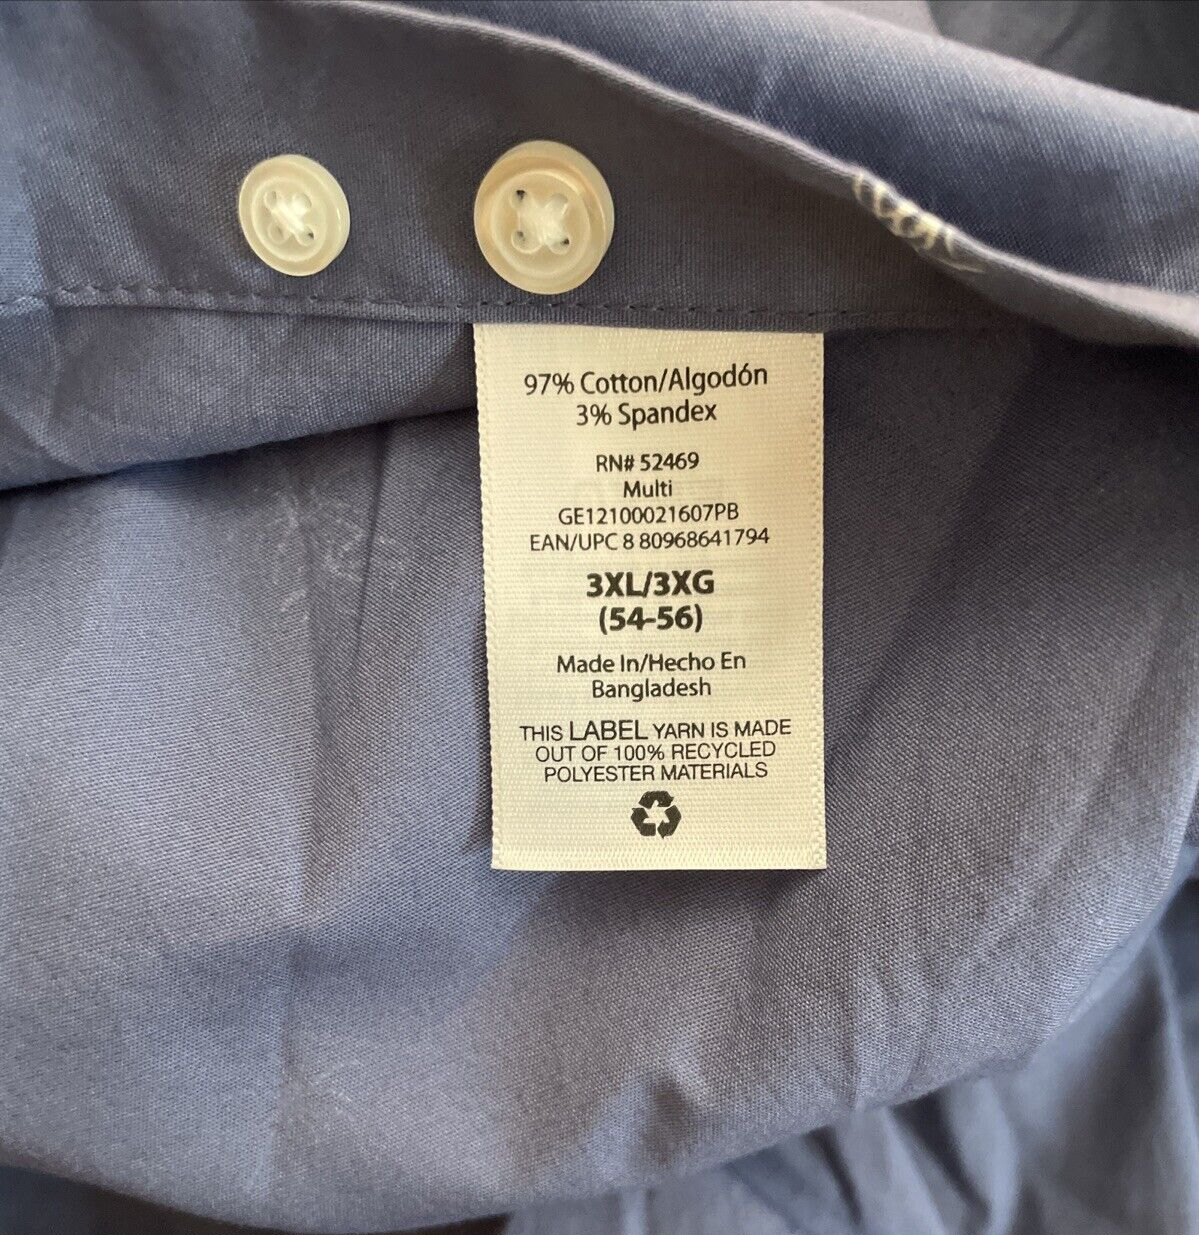 97% Cotton/Algodón
3% Spandex
RN# 52469
Multi
GE12100021607PB
EAN/UPC 8 80968641794
3XL/3XG
(54-56)
Made In/Hecho En
Bangladesh
THIS LABEL YARN IS MADE
OUT OF 100% RECYCLED
POLYESTER MATERIALS